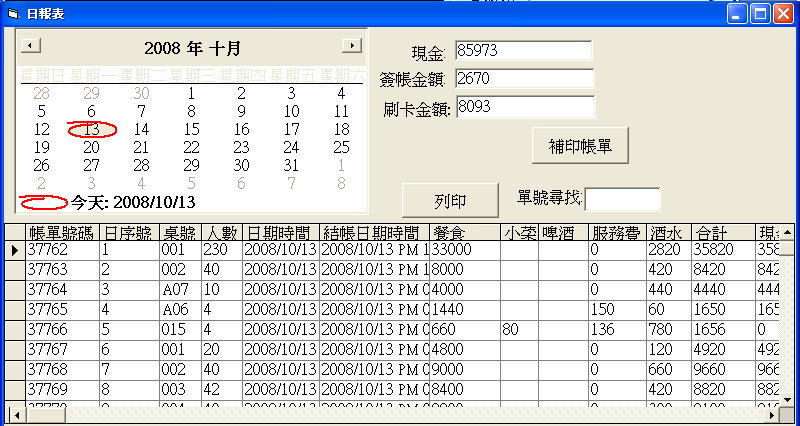 日報表
2008 年 十月
星期日 星期一 星期二 星期三 星期四 星期五 星期六
28 29 30 1 2 3 4
5 6 7 8 9 10 11
12 13 14 15 16 17 18
19 20 21 22 23 24 25
26 27 28 29 30 31 1
2 3 4 5 6 7 8
今天: 2008/10/13
現金: 85973
簽帳金額: 2670
刷卡金額: 8093
補印帳單
列印 單號尋找:
帳單號碼 日序號 桌號 人數 日期時間 結帳日期時間 餐食 小菜 啤酒 服務費 酒水 合計 現金
37762 1 001 230 2008/10/13 2008/10/13 PM 1 33000 0 2820 35820 358
37763 2 002 40 2008/10/13 2008/10/13 PM 1 8000 0 420 8420 842
37764 3 A07 10 2008/10/13 2008/10/13 PM 0 4000 0 440 4440 444
37765 4 A06 4 2008/10/13 2008/10/13 PM 0 1440 150 60 1650 165
37766 5 015 4 2008/10/13 2008/10/13 PM 0 660 80 136 780 1656 0
37767 6 001 20 2008/10/13 2008/10/13 PM 0 4800 0 120 4920 492
37768 7 002 40 2008/10/13 2008/10/13 PM 0 9000 0 660 9660 966
37769 8 003 42 2008/10/13 2008/10/13 PM 0 8400 0 420 8820 882